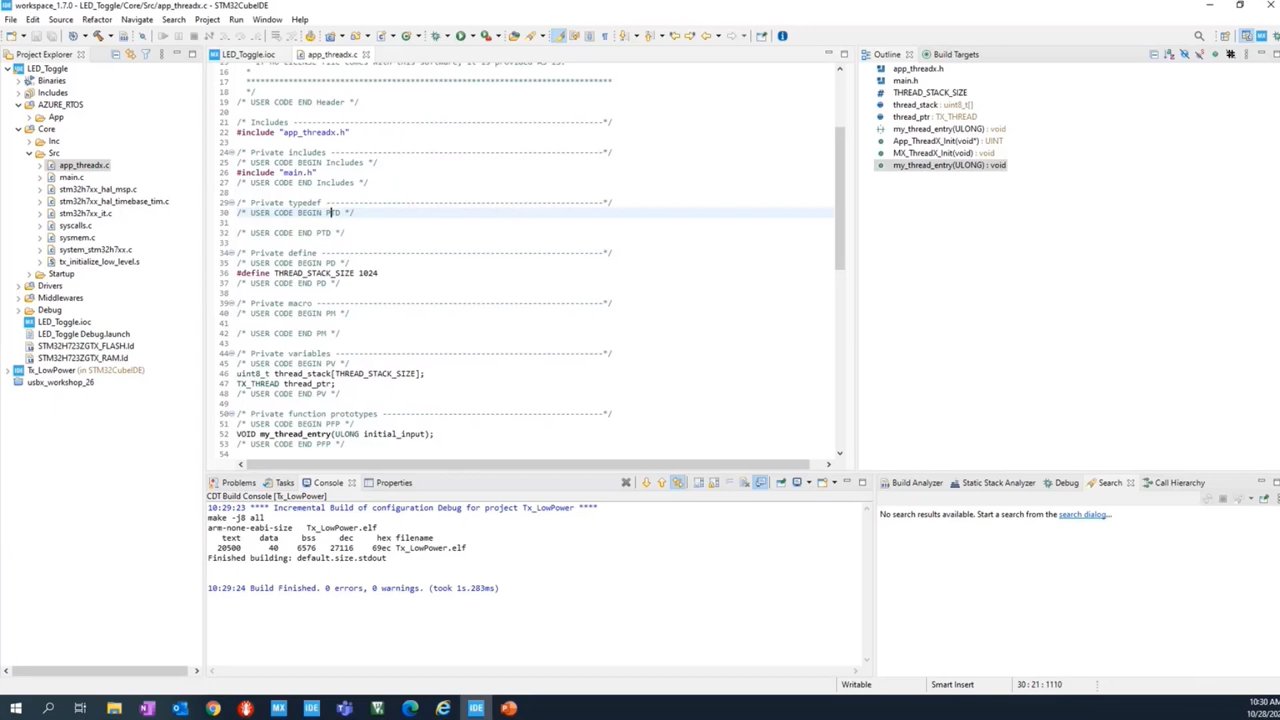 workspace_1.7.0 - LED_Toggle/Core/Src/app_threadx.c - STM32CubeIDE
File Edit Source Refactor Navigate Search Project Run Window Help
Project Explorer
LED_Toggle
Binaries
Includes
AZURE_RTOS
App
Core
Inc
Src
app_threadx.c
main.c
stm32h7xx_hal_msp.c
stm32h7xx_hal_timebase_tim.c
stm32h7xx_it.c
syscalls.c
sysmem.c
system_stm32h7xx.c
tx_initialize_low_level.s
Startup
Drivers
Middlewares
Debug
LED_Toggle.ioc
LED_Toggle Debug.launch
STM32H723ZGTX_FLASH.ld
STM32H723ZGTX_RAM.ld
Tx_LowPower (in STM32CubeIDE)
usbx_workshop_26
LED_Toggle.ioc app_threadx.c
16 *
17 ******************************************************************************
18 */
19 /* USER CODE END Header */
20
21 /* Includes ------------------------------------------------------------------*/
22 #include "app_threadx.h"
23
24 /* Private includes ----------------------------------------------------------*/
25 /* USER CODE BEGIN Includes */
26 #include "main.h"
27 /* USER CODE END Includes */
28
29 /* Private typedef -----------------------------------------------------------*/
30 /* USER CODE BEGIN PTD */
31
32 /* USER CODE END PTD */
33
34 /* Private define ------------------------------------------------------------*/
35 /* USER CODE BEGIN PD */
36 #define THREAD_STACK_SIZE 1024
37 /* USER CODE END PD */
38
39 /* Private macro -------------------------------------------------------------*/
40 /* USER CODE BEGIN PM */
41
42 /* USER CODE END PM */
43
44 /* Private variables ---------------------------------------------------------*/
45 /* USER CODE BEGIN PV */
46 uint8_t thread_stack[THREAD_STACK_SIZE];
47 TX_THREAD thread_ptr;
48 /* USER CODE END PV */
49
50 /* Private function prototypes -----------------------------------------------*/
51 /* USER CODE BEGIN PFP */
52 VOID my_thread_entry(ULONG initial_input);
53 /* USER CODE END PFP */
54
Outline Build Targets
app_threadx.h
main.h
THREAD_STACK_SIZE
thread_stack : uint8_t[]
thread_ptr : TX_THREAD
my_thread_entry(ULONG) : void
App_ThreadX_Init(void*) : UINT
MX_ThreadX_Init(void) : void
my_thread_entry(ULONG) : void
Problems Tasks Console Properties
CDT Build Console [Tx_LowPower]
10:29:23 **** Incremental Build of configuration Debug for project Tx_LowPower ****
make -j8 all
arm-none-eabi-size Tx_LowPower.elf
text data bss dec hex filename
20500 40 6576 27116 69ec Tx_LowPower.elf
Finished building: default.size.stdout
10:29:24 Build Finished. 0 errors, 0 warnings. (took 1s.283ms)
Build Analyzer Static Stack Analyzer Debug Search Call Hierarchy
No search results available. Start a search from the search dialog...
Writable Smart Insert 30 : 21 : 1110
MX IDE IDE
10:30 AM